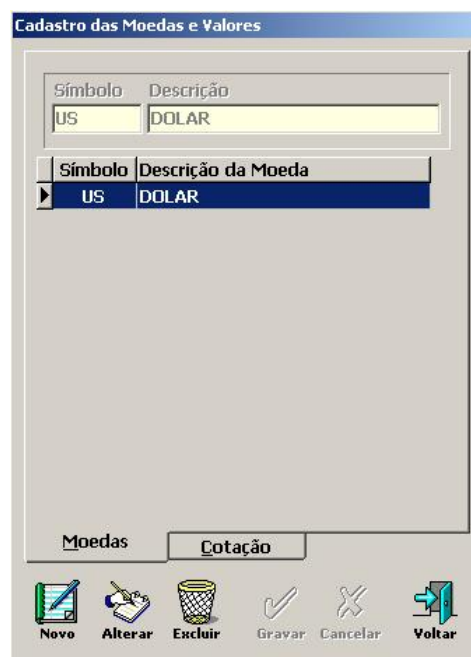 Cadastro das Moedas e Valores
Símbolo Descrição
US DOLAR
Símbolo Descrição da Moeda
US DOLAR
Moedas Cotação
Novo Alterar Excluir Gravar Cancelar Voltar